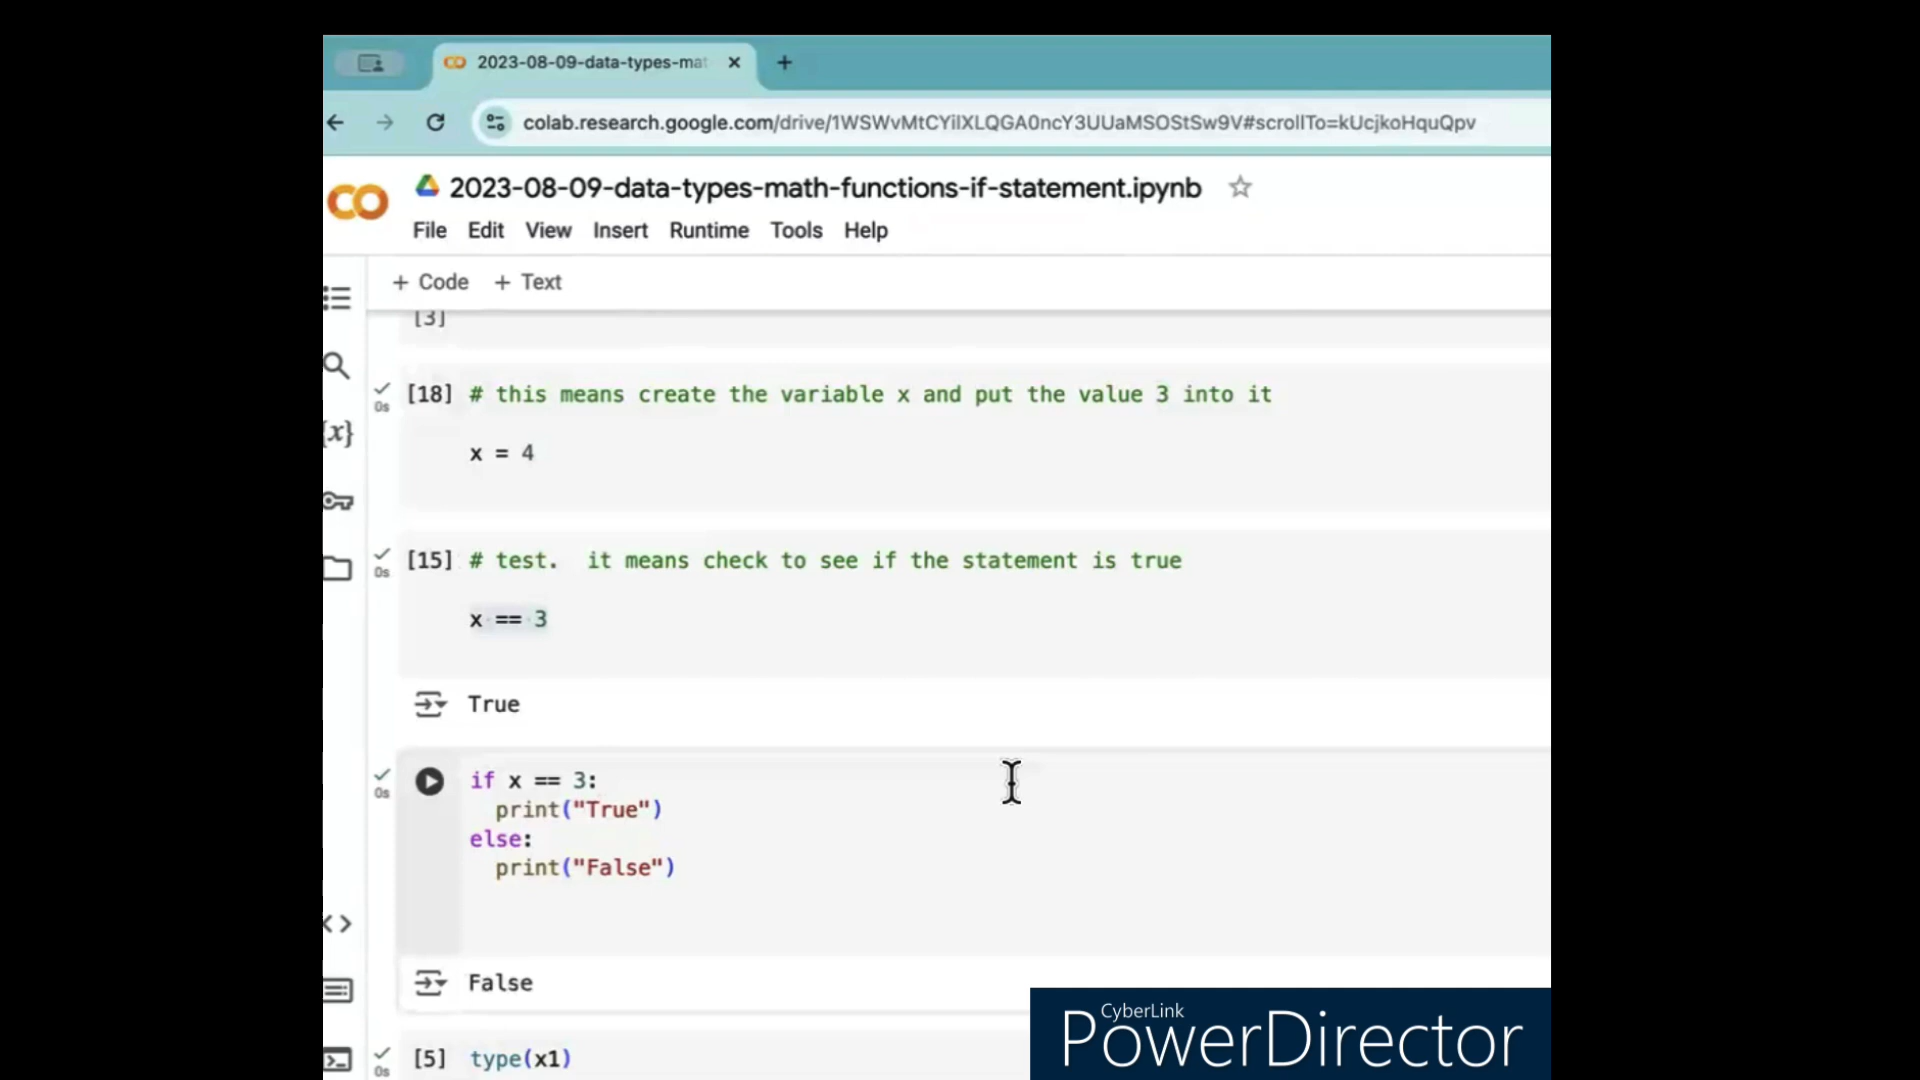 2023-08-09-data-types-mat
colab.research.google.com/drive/1WSWvMtCYilXLQGA0ncY3UUaMSOStSw9V#scrollTo=kUcjkoHquQpv
2023-08-09-data-types-math-functions-if-statement.ipynb
File Edit View Insert Runtime Tools Help
+ Code + Text
[3]
[18] # this means create the variable x and put the value 3 into it
0s
{x}
x = 4
[15] # test.  it means check to see if the statement is true
0s
x == 3
True
if x == 3:
0s
print("True")
else:
print("False")
False
[5] type(x1)
0s
CyberLink
PowerDirector